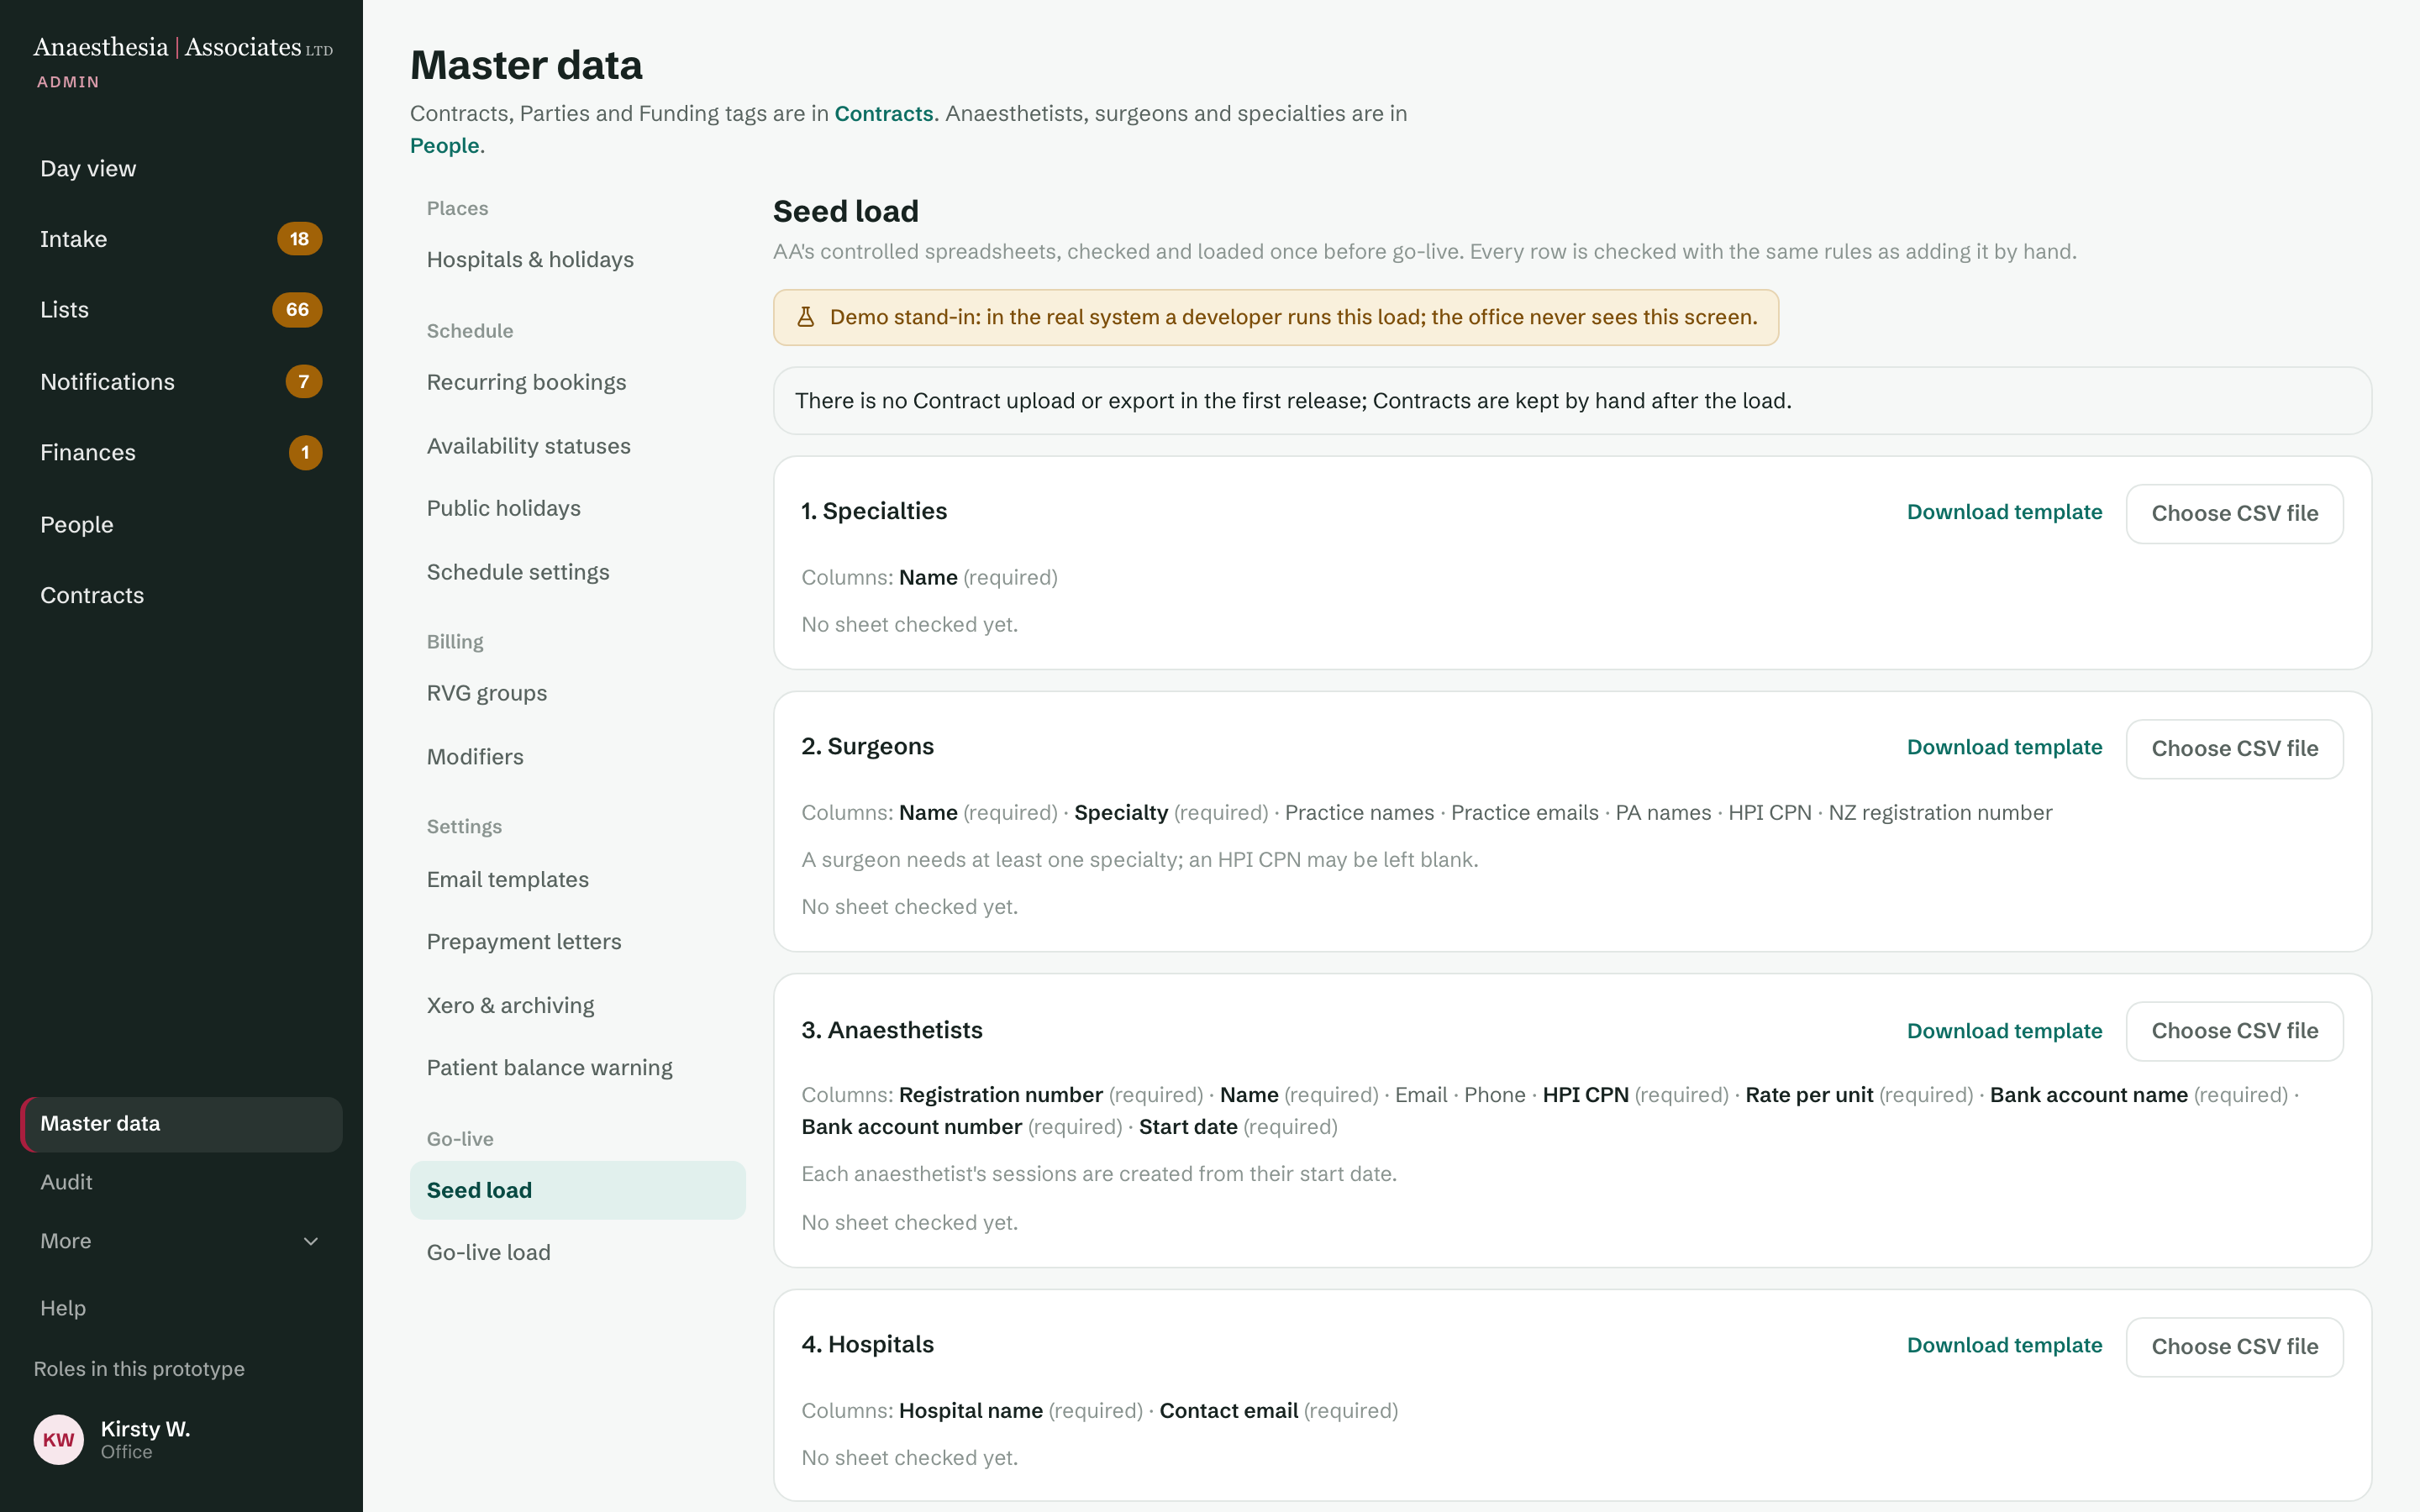 Anaesthesia | Associates LTD
ADMIN
Day view
Intake 18
Lists 66
Notifications 7
Finances 1
People
Contracts
Master data
Audit
More
Help
Roles in this prototype
KW
Kirsty W.
Office
Master data
Contracts, Parties and Funding tags are in Contracts. Anaesthetists, surgeons and specialties are in
People.
Places
Hospitals & holidays
Schedule
Recurring bookings
Availability statuses
Public holidays
Schedule settings
Billing
RVG groups
Modifiers
Settings
Email templates
Prepayment letters
Xero & archiving
Patient balance warning
Go-live
Seed load
Go-live load
Seed load
AA's controlled spreadsheets, checked and loaded once before go-live. Every row is checked with the same rules as adding it by hand.
Demo stand-in: in the real system a developer runs this load; the office never sees this screen.
There is no Contract upload or export in the first release; Contracts are kept by hand after the load.
1. Specialties Download template Choose CSV file
Columns: Name (required)
No sheet checked yet.
2. Surgeons Download template Choose CSV file
Columns: Name (required) · Specialty (required) · Practice names · Practice emails · PA names · HPI CPN · NZ registration number
A surgeon needs at least one specialty; an HPI CPN may be left blank.
No sheet checked yet.
3. Anaesthetists Download template Choose CSV file
Columns: Registration number (required) · Name (required) · Email · Phone · HPI CPN (required) · Rate per unit (required) · Bank account name (required) ·
Bank account number (required) · Start date (required)
Each anaesthetist's sessions are created from their start date.
No sheet checked yet.
4. Hospitals Download template Choose CSV file
Columns: Hospital name (required) · Contact email (required)
No sheet checked yet.